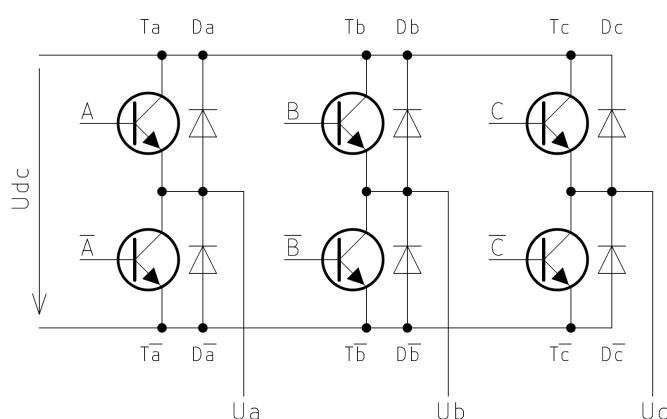 Ta Da Tb Db Tc Dc
A B C
Udc
A̅ B̅ C̅
Ta̅ Da̅ Tb̅ Db̅ Tc̅ Dc̅
Ua Ub Uc